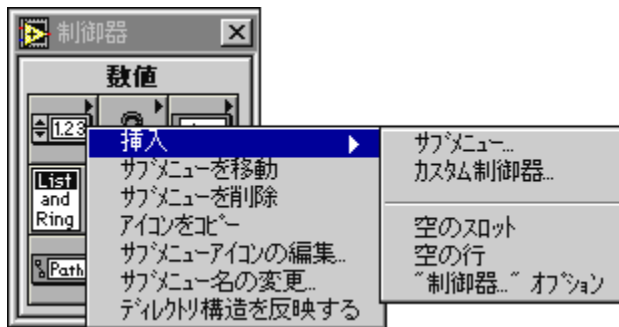 制御器
数値
1.23
挿入
サブメニュー...
サブメニューを移動
カスタム制御器...
List
and
Ring
サブメニューを削除
アイコンをコピー
空のスロット
サブメニューアイコンの編集...
空の行
Path
サブメニュー名の変更...
"制御器..." オプション
ディレクトリ構造を反映する